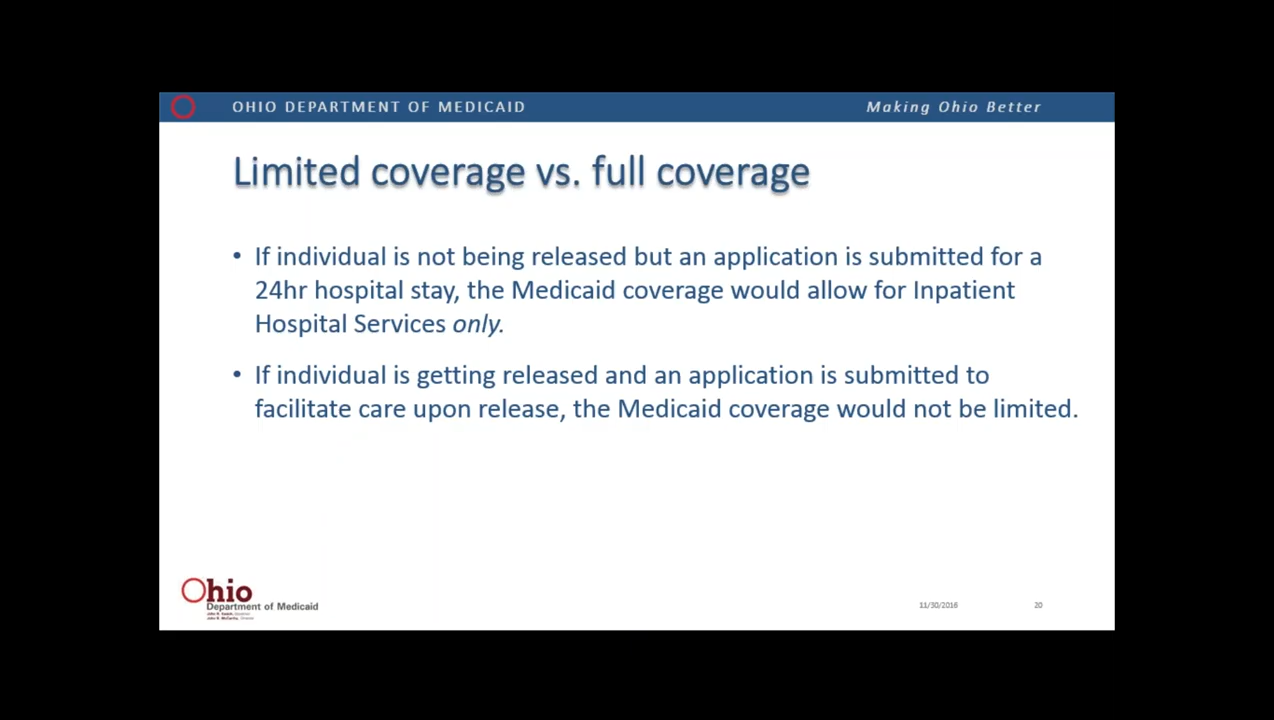 OHIO DEPARTMENT OF MEDICAID
Making Ohio Better
Limited coverage vs. full coverage
• If individual is not being released but an application is submitted for a
24hr hospital stay, the Medicaid coverage would allow for Inpatient
Hospital Services only.
• If individual is getting released and an application is submitted to
facilitate care upon release, the Medicaid coverage would not be limited.
Ohio
Department of Medicaid
11/30/2016
20